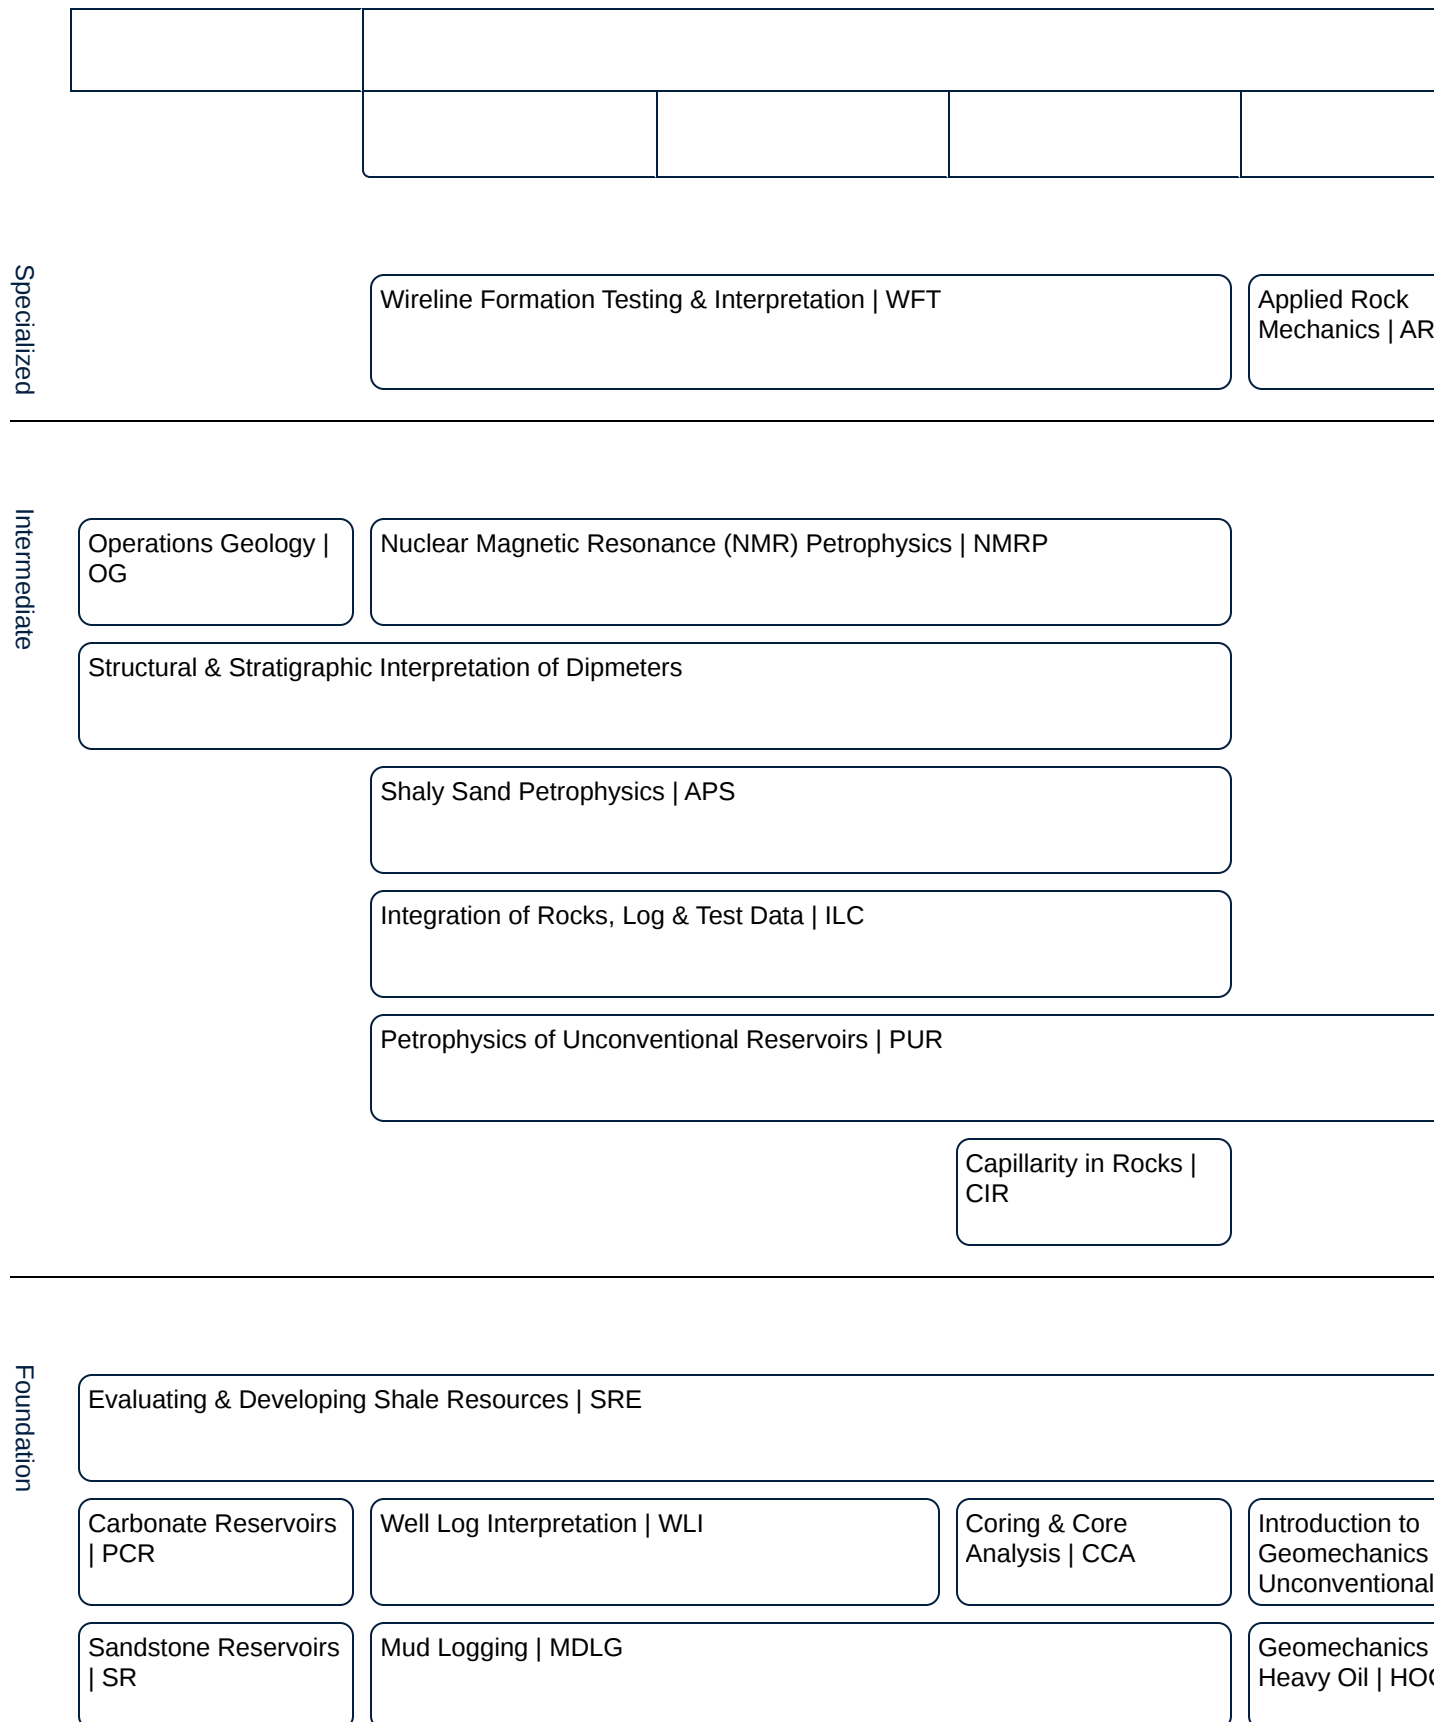 Specialized
Wireline Formation Testing & Interpretation | WFT
Applied Rock
Mechanics | AR
Intermediate
Operations Geology |
OG
Nuclear Magnetic Resonance (NMR) Petrophysics | NMRP
Structural & Stratigraphic Interpretation of Dipmeters
Shaly Sand Petrophysics | APS
Integration of Rocks, Log & Test Data | ILC
Petrophysics of Unconventional Reservoirs | PUR
Capillarity in Rocks |
CIR
Foundation
Evaluating & Developing Shale Resources | SRE
Carbonate Reservoirs
| PCR
Well Log Interpretation | WLI
Coring & Core
Analysis | CCA
Introduction to
Geomechanics
Unconventional
Sandstone Reservoirs
| SR
Mud Logging | MDLG
Geomechanics
Heavy Oil |